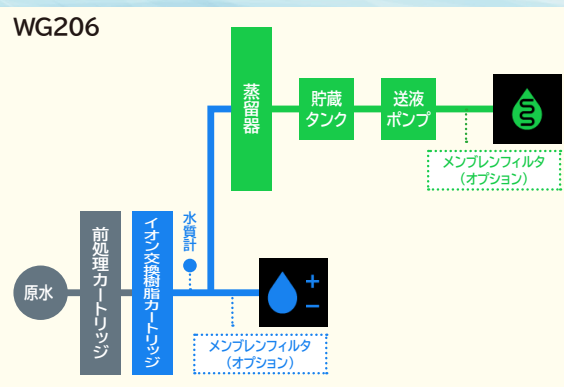 WG206
蒸留器
貯蔵
タンク
送液
ポンプ
メンブレンフィルタ
(オプション)
原水
前処理カートリッジ
イオン交換樹脂カートリッジ
水質計
+
−
メンブレンフィルタ
(オプション)